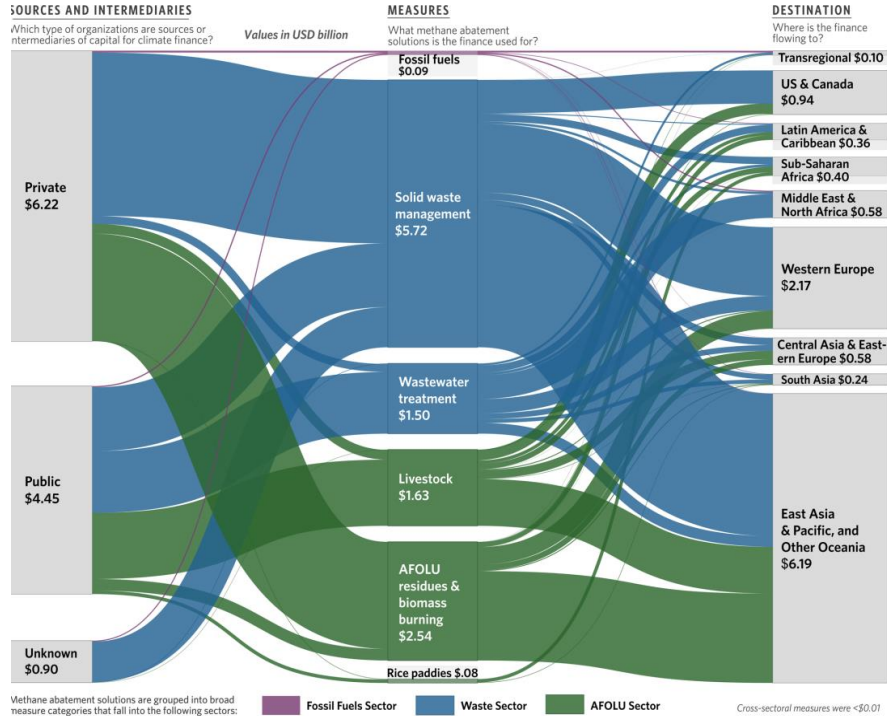 SOURCES AND INTERMEDIARIES
Which type of organizations are sources or
ntermediaries of capital for climate finance?
Values in USD billion
MEASURES
What methane abatement
solutions is the finance used for?
DESTINATION
Where is the finance
flowing to?
Private
$6.22
Public
$4.45
Unknown
$0.90
Fossil fuels
$0.09
Solid waste
management
$5.72
Wastewater
treatment
$1.50
Livestock
$1.63
AFOLU
residues &
biomass
burning
$2.54
Rice paddies $.08
Transregional $0.10
US & Canada
$0.94
Latin America &
Caribbean $0.36
Sub-Saharan
Africa $0.40
Middle East &
North Africa $0.58
Western Europe
$2.17
Central Asia & East-
ern Europe $0.58
South Asia $0.24
East Asia
& Pacific, and
Other Oceania
$6.19
Methane abatement solutions are grouped into broad
measure categories that fall into the following sectors:
Fossil Fuels Sector
Waste Sector
AFOLU Sector
Cross-sectoral measures were <$0.01